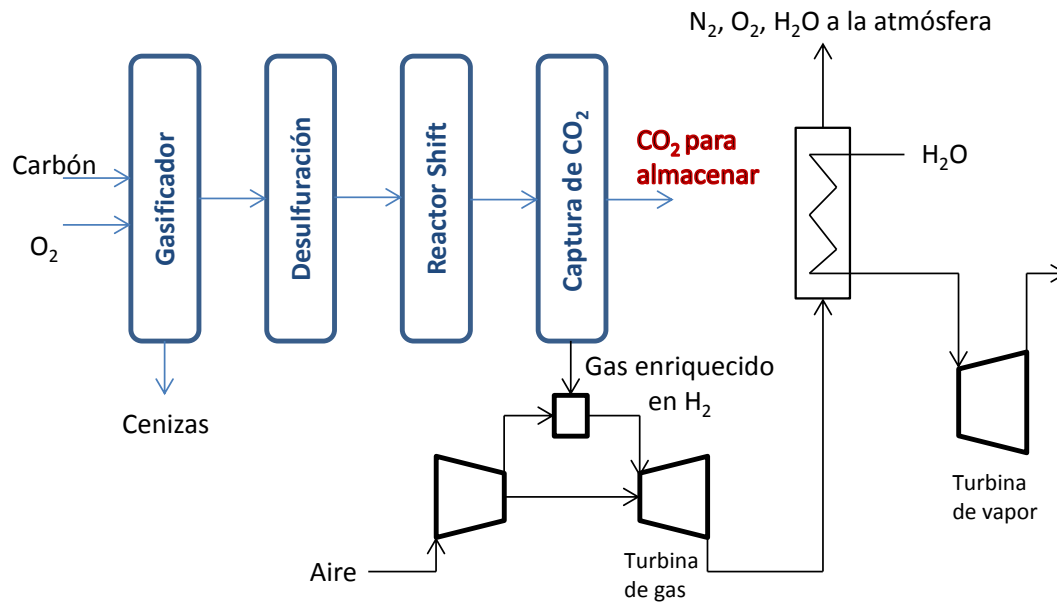 N₂, O₂, H₂O a la atmósfera
Carbón
O₂
Gasificador
Desulfuración
Reactor Shift
Captura de CO₂
CO₂ para
almacenar
H₂O
Cenizas
Gas enriquecido
en H₂
Aire
Turbina
de gas
Turbina
de vapor